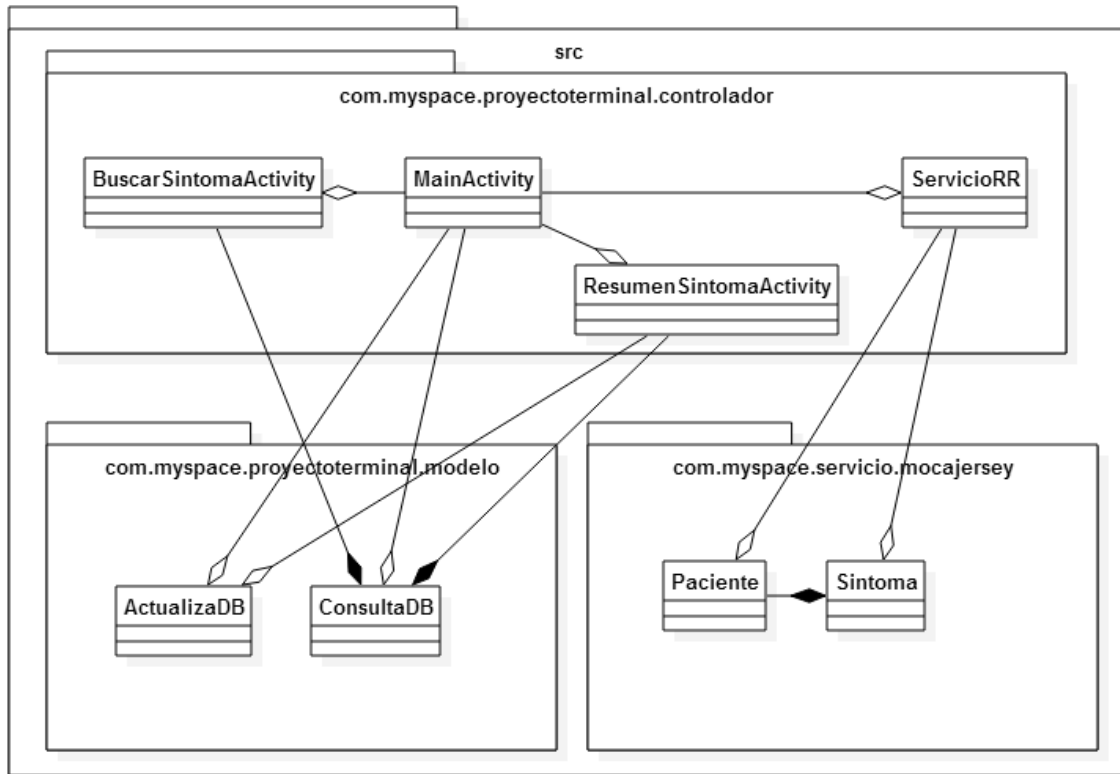 src
com.myspace.proyectoterminal.controlador
BuscarSintomaActivity
MainActivity
ServicioRR
ResumenSintomaActivity
com.myspace.proyectoterminal.modelo
com.myspace.servicio.mocajersey
ActualizaDB
ConsultaDB
Paciente
Sintoma